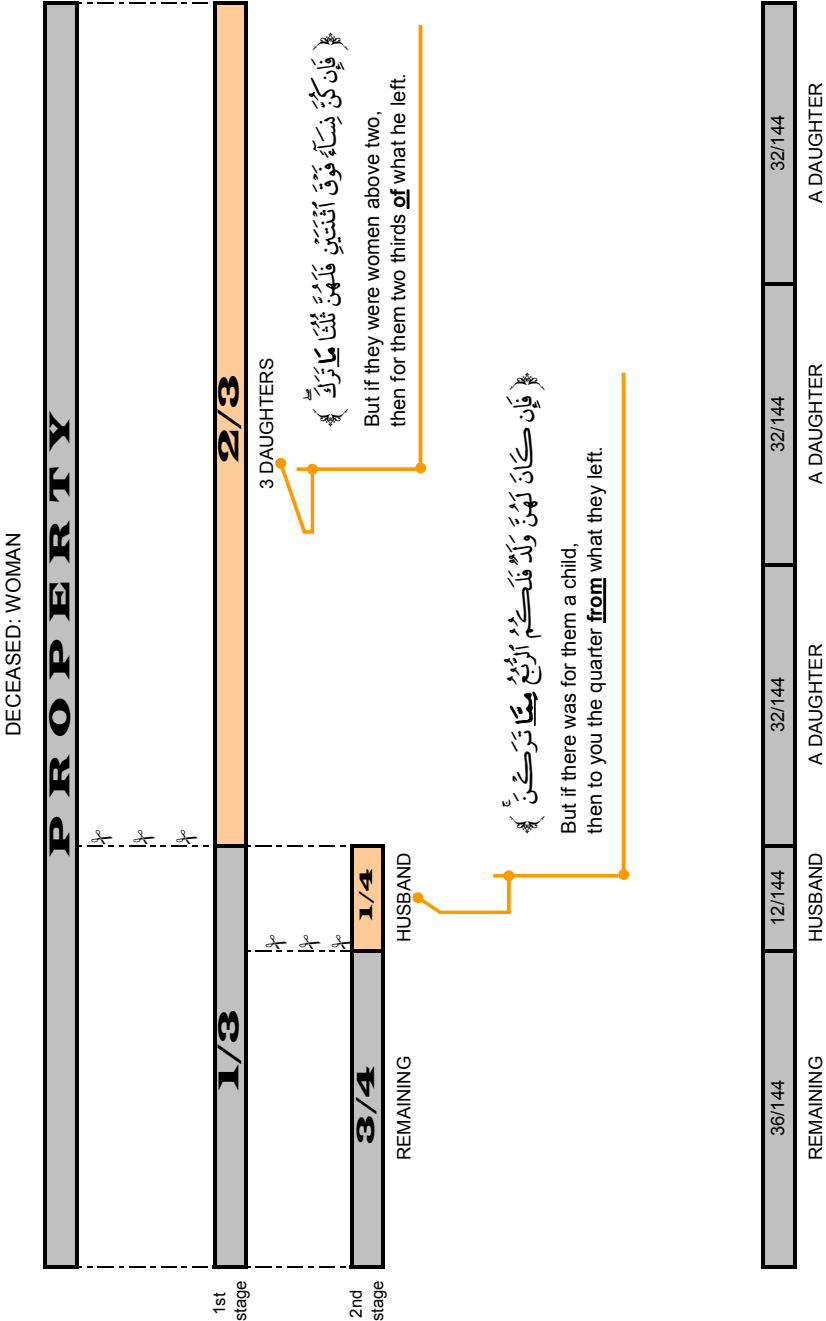 DECEASED: WOMAN
PROPERTY
1st
stage
1/3
2/3
3 DAUGHTERS
﴿ فَإِن كُنَّ نِسَآءً فَوْقَ ٱثْنَتَيْنِ فَلَهُنَّ ثُلُثَا مَا تَرَكَ ۖ ﴾
But if they were women above two,
then for them two thirds of what he left.
2nd
stage
3/4
1/4
REMAINING
HUSBAND
﴿ فَإِن كَانَ لَهُنَّ وَلَدٌ فَلَكُمُ ٱلرُّبُعُ مِمَّا تَرَكْنَ ۚ ﴾
But if there was for them a child,
then to you the quarter from what they left.
36/144
12/144
32/144
32/144
32/144
REMAINING
HUSBAND
A DAUGHTER
A DAUGHTER
A DAUGHTER